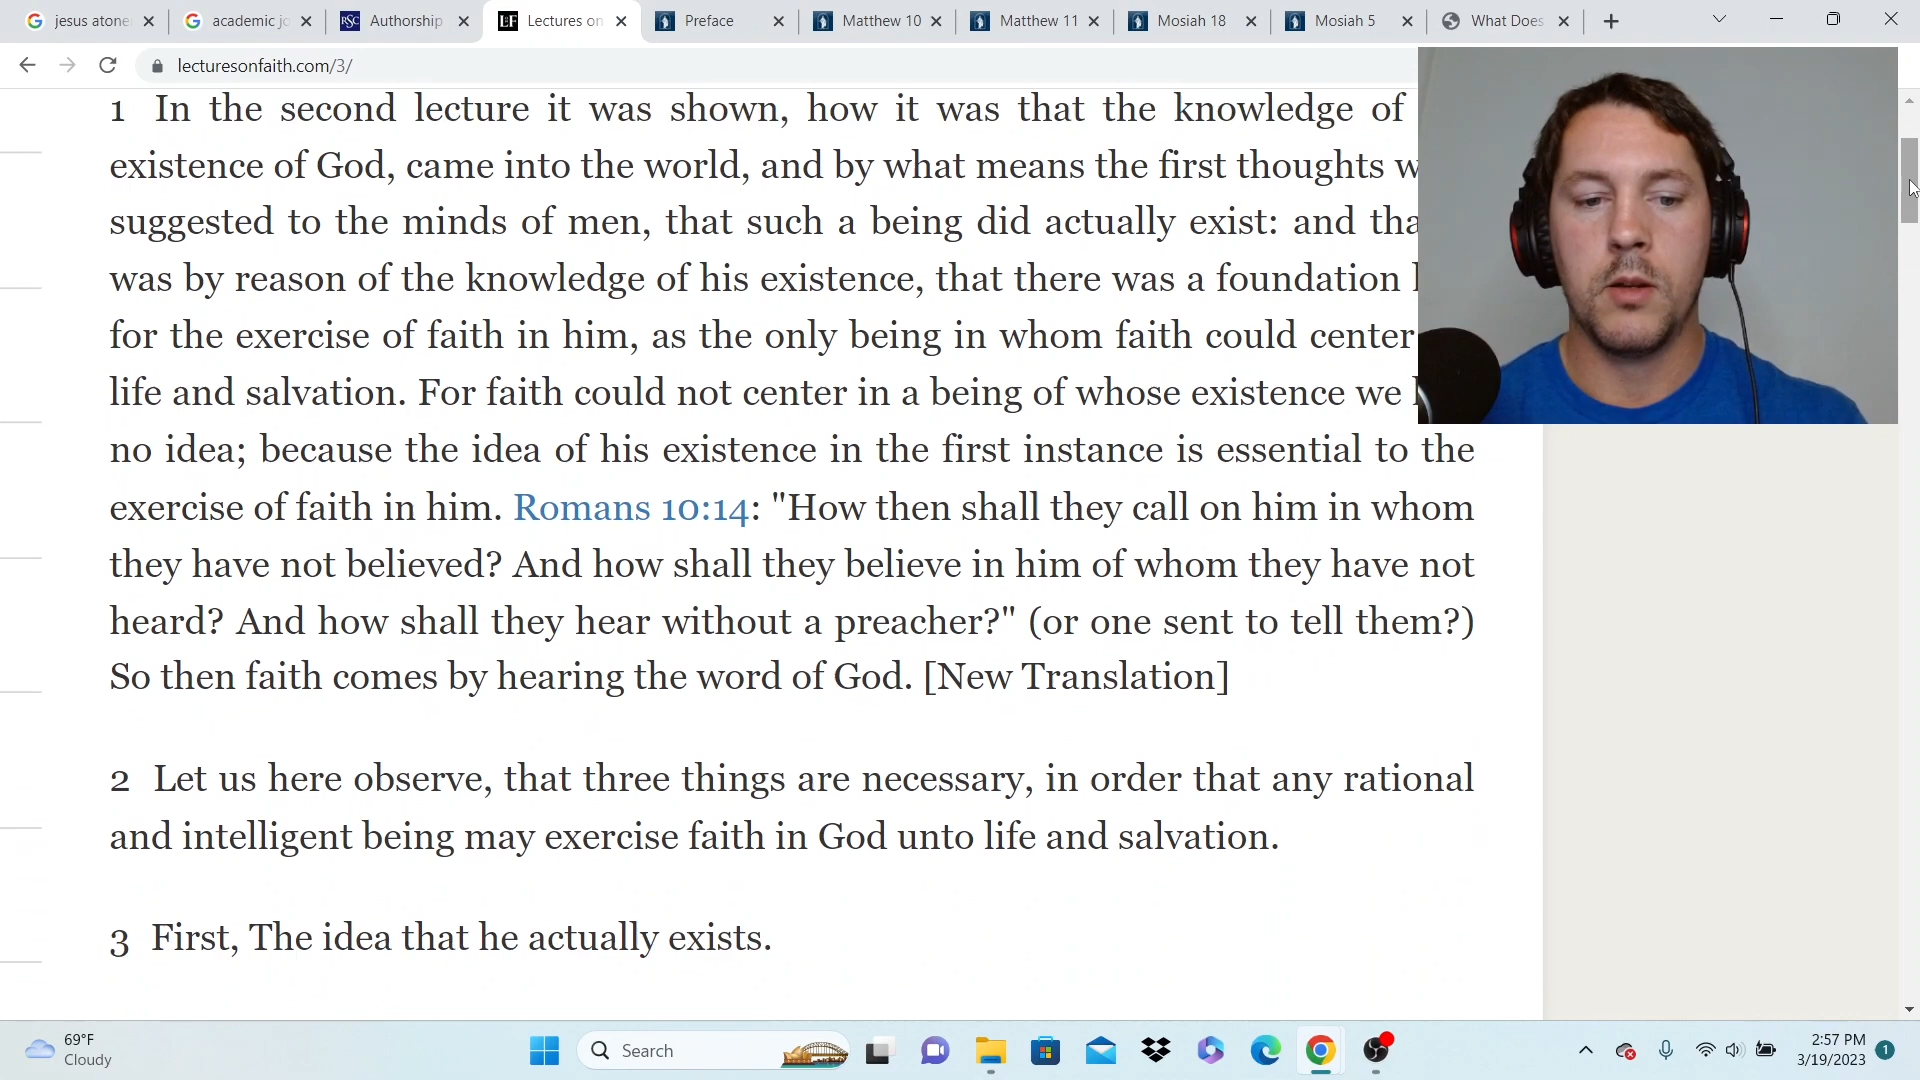 jesus atone
academic jo
RSC
Authorship
L+F
Lectures on
Preface
Matthew 10
Matthew 11
Mosiah 18
Mosiah 5
What Does
lecturesonfaith.com/3/
1 In the second lecture it was shown, how it was that the knowledge of
existence of God, came into the world, and by what means the first thoughts w
suggested to the minds of men, that such a being did actually exist: and tha
was by reason of the knowledge of his existence, that there was a foundation
for the exercise of faith in him, as the only being in whom faith could center
life and salvation. For faith could not center in a being of whose existence we
no idea; because the idea of his existence in the first instance is essential to the
exercise of faith in him. Romans 10:14: "How then shall they call on him in whom
they have not believed? And how shall they believe in him of whom they have not
heard? And how shall they hear without a preacher?" (or one sent to tell them?)
So then faith comes by hearing the word of God. [New Translation]
2 Let us here observe, that three things are necessary, in order that any rational
and intelligent being may exercise faith in God unto life and salvation.
3 First, The idea that he actually exists.
69°F
Cloudy
Search
2:57 PM
3/19/2023
1